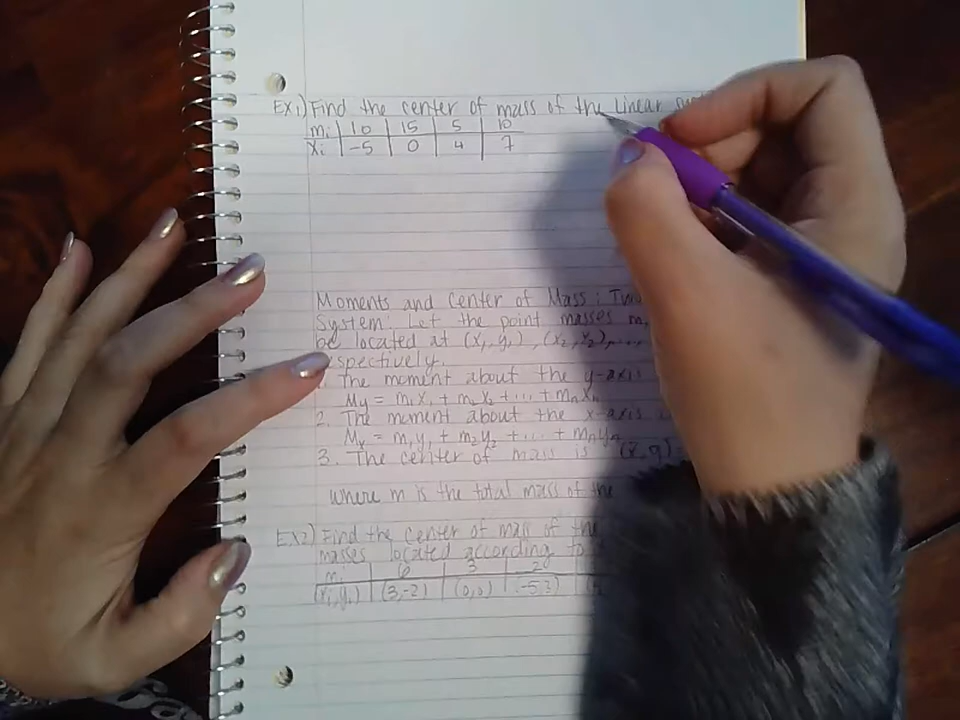 Ex1) Find the center of mass of the linear
mi | 10 | 15 | 5 | 10
xi | -5 | 0 | 4 | 7
Moments and Center of Mass: Two
System: Let the point masses m,
be located at (x1, y1), (x2, y2), ....,
respectively.
1. The moment about the y-axis
My = m1x1 + m2x2 + ... + mnxn
2. The moment about the x-axis
Mx = m1y1 + m2y2 + ... + mnyn
3. The center of mass is (x̄, ȳ) =
where m is the total mass of the
Ex2) Find the center of mass of the
masses located according to
mi | 6 | 3 | 2
(xi, yi) | (3,-2) | (0,0) | (-5,3)